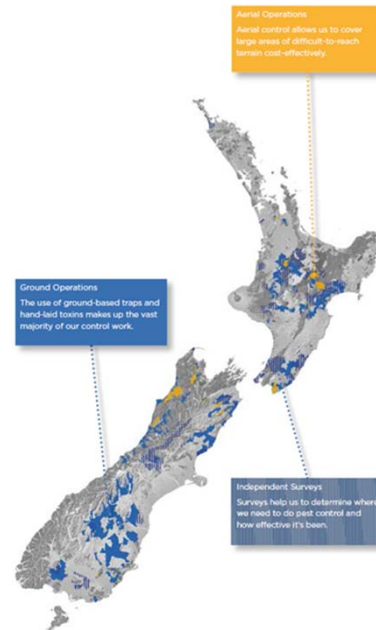 Aerial Operations
Aerial control allows us to cover
large areas of difficult-to-reach
terrain cost-effectively.
Ground Operations
The use of ground-based traps and
hand-laid toxins makes up the vast
majority of our control work.
Independent Surveys
Surveys help us to determine where
we need to do pest control and
how effective it's been.